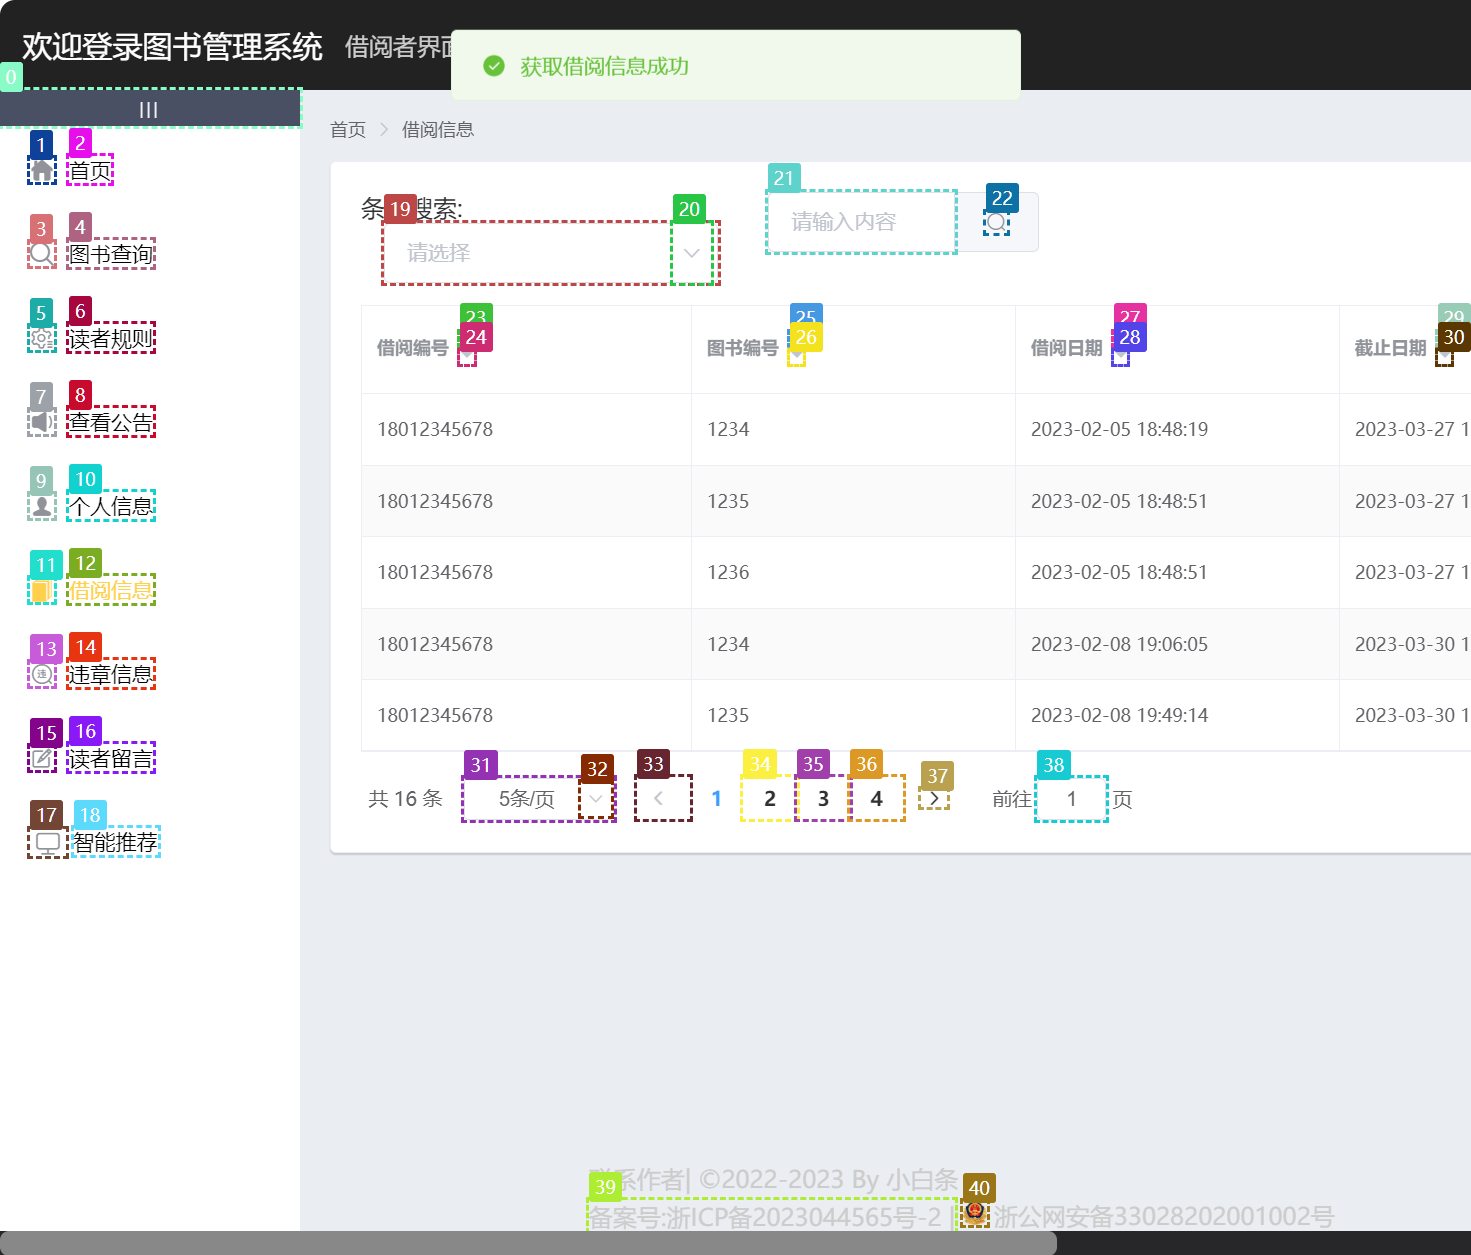 欢迎登录图书管理系统 借阅者界面
获取借阅信息成功
0
首页 借阅信息
1 2
首页
3 4
图书查询
5 6
读者规则
7 8
查看公告
9 10
个人信息
11 12
借阅信息
13 14
违章信息
15 16
读者留言
17 18
智能推荐
条 搜索:
19 20 21 22
请选择
请输入内容
23 25 27 29
24 26 28 30
借阅编号 图书编号 借阅日期 截止日期
18012345678 1234 2023-02-05 18:48:19 2023-03-27 1
18012345678 1235 2023-02-05 18:48:51 2023-03-27 1
18012345678 1236 2023-02-05 18:48:51 2023-03-27 1
18012345678 1234 2023-02-08 19:06:05 2023-03-30 1
18012345678 1235 2023-02-08 19:49:14 2023-03-30 1
31 32 33 34 35 36 37 38
共 16 条 5条/页 1 2 3 4 前往 1 页
系作者| ©2022-2023 By 小白条
39 40
备案号:浙ICP备2023044565号-2 | 浙公网安备33028202001002号